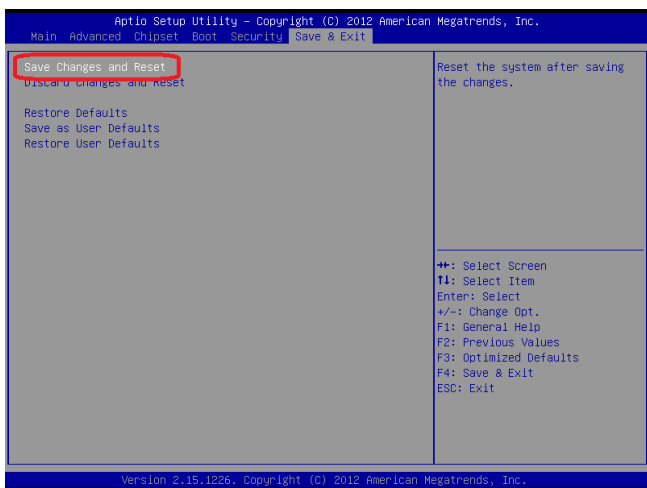 Aptio Setup Utility – Copyright (C) 2012 American Megatrends, Inc.
Main Advanced Chipset Boot Security Save & Exit
Save Changes and Reset
Discard Changes and Reset
Restore Defaults
Save as User Defaults
Restore User Defaults
Reset the system after saving
the changes.
→←: Select Screen
↑↓: Select Item
Enter: Select
+/-: Change Opt.
F1: General Help
F2: Previous Values
F3: Optimized Defaults
F4: Save & Exit
ESC: Exit
Version 2.15.1226. Copyright (C) 2012 American Megatrends, Inc.